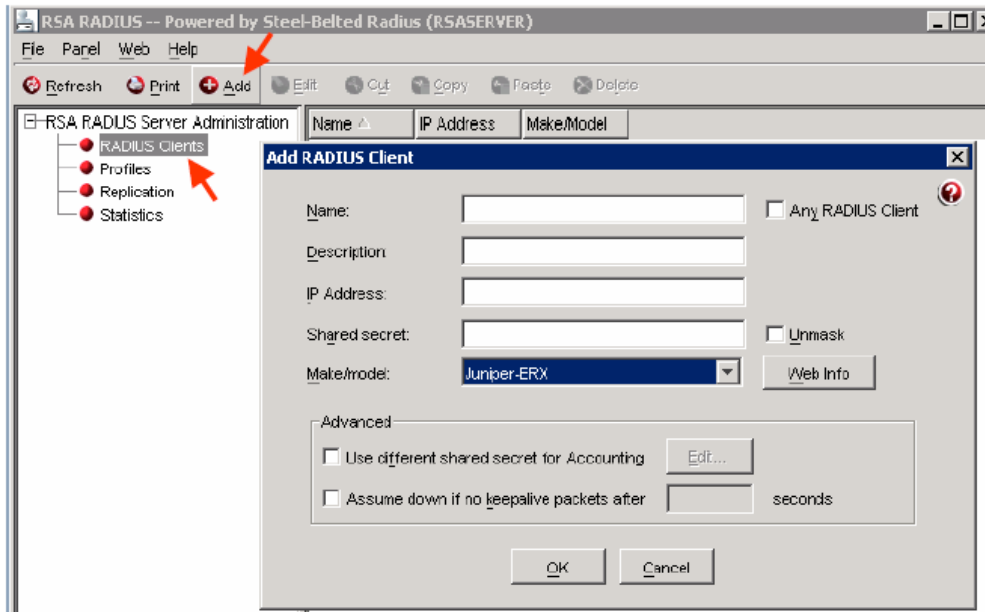 RSA RADIUS -- Powered by Steel-Belted Radius (RSASERVER)
File Panel Web Help
Refresh Print Add Edit Cut Copy Paste Delete
RSA RADIUS Server Administration
RADIUS Clients
Profiles
Replication
Statistics
Name IP Address Make/Model
Add RADIUS Client
Name: Any RADIUS Client
Description
IP Address:
Shared secret: Unmask
Make/model: Juniper-ERX Web Info
Advanced
Use different shared secret for Accounting Edit...
Assume down if no keepalive packets after seconds
OK Cancel